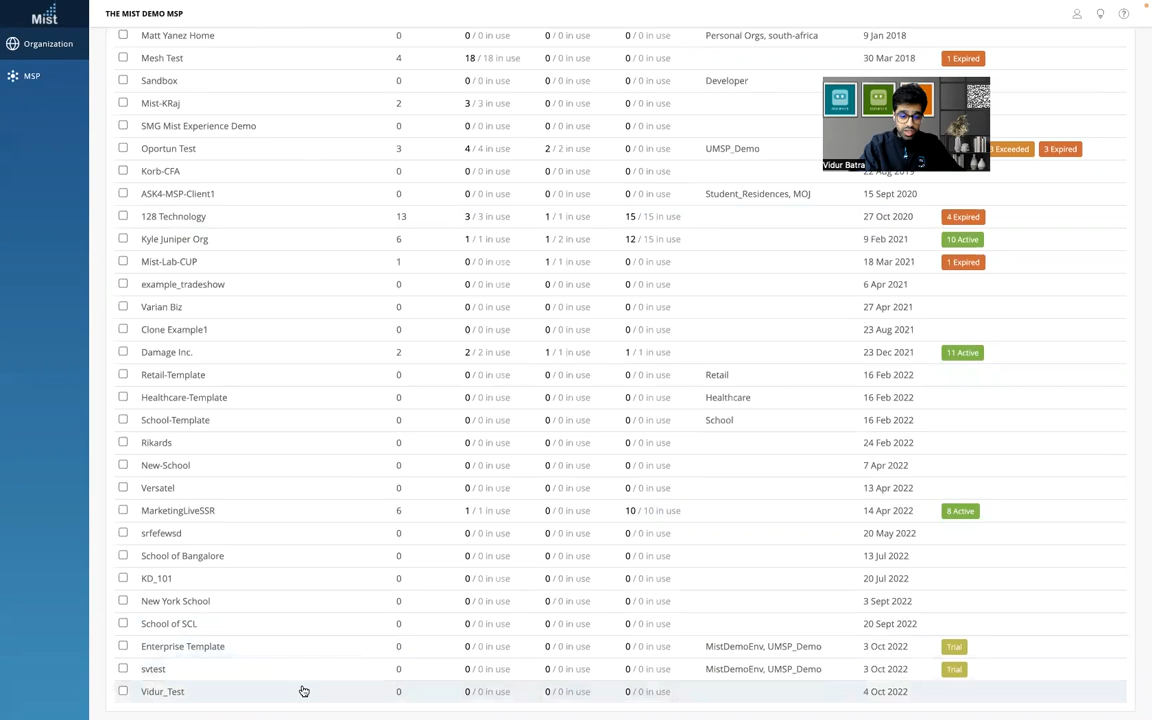 Mist
THE MIST DEMO MSP
Organization
MSP
Matt Yanez Home 0 0 / 0 in use 0 / 0 in use 0 / 0 in use Personal Orgs, south-africa 9 Jan 2018
Mesh Test 4 18 / 18 in use 0 / 0 in use 0 / 0 in use 30 Mar 2018 1 Expired
Sandbox 0 0 / 0 in use 0 / 0 in use 0 / 0 in use Developer
Mist-KRaj 2 3 / 3 in use 0 / 0 in use 0 / 0 in use
SMG Mist Experience Demo 0 0 / 0 in use 0 / 0 in use 0 / 0 in use
Oportun Test 3 4 / 4 in use 2 / 2 in use 0 / 0 in use UMSP_Demo Exceeded 3 Expired
Vidur Batra
Korb-CFA 0 0 / 0 in use 0 / 0 in use 0 / 0 in use 22 Aug 2019
ASK4-MSP-Client1 0 0 / 0 in use 0 / 0 in use 0 / 0 in use Student_Residences, MOJ 15 Sept 2020
128 Technology 13 3 / 3 in use 1 / 1 in use 15 / 15 in use 27 Oct 2020 4 Expired
Kyle Juniper Org 6 1 / 1 in use 1 / 2 in use 12 / 15 in use 9 Feb 2021 10 Active
Mist-Lab-CUP 1 0 / 0 in use 1 / 1 in use 0 / 0 in use 18 Mar 2021 1 Expired
example_tradeshow 0 0 / 0 in use 0 / 0 in use 0 / 0 in use 6 Apr 2021
Varian Biz 0 0 / 0 in use 0 / 0 in use 0 / 0 in use 27 Apr 2021
Clone Example1 0 0 / 0 in use 0 / 0 in use 0 / 0 in use 23 Aug 2021
Damage Inc. 2 2 / 2 in use 1 / 1 in use 1 / 1 in use 23 Dec 2021 11 Active
Retail-Template 0 0 / 0 in use 0 / 0 in use 0 / 0 in use Retail 16 Feb 2022
Healthcare-Template 0 0 / 0 in use 0 / 0 in use 0 / 0 in use Healthcare 16 Feb 2022
School-Template 0 0 / 0 in use 0 / 0 in use 0 / 0 in use School 16 Feb 2022
Rikards 0 0 / 0 in use 0 / 0 in use 0 / 0 in use 24 Feb 2022
New-School 0 0 / 0 in use 0 / 0 in use 0 / 0 in use 7 Apr 2022
Versatel 0 0 / 0 in use 0 / 0 in use 0 / 0 in use 13 Apr 2022
MarketingLiveSSR 6 1 / 1 in use 0 / 0 in use 10 / 10 in use 14 Apr 2022 8 Active
srfefewsd 0 0 / 0 in use 0 / 0 in use 0 / 0 in use 20 May 2022
School of Bangalore 0 0 / 0 in use 0 / 0 in use 0 / 0 in use 13 Jul 2022
KD_101 0 0 / 0 in use 0 / 0 in use 0 / 0 in use 20 Jul 2022
New York School 0 0 / 0 in use 0 / 0 in use 0 / 0 in use 3 Sept 2022
School of SCL 0 0 / 0 in use 0 / 0 in use 0 / 0 in use 20 Sept 2022
Enterprise Template 0 0 / 0 in use 0 / 0 in use 0 / 0 in use MistDemoEnv, UMSP_Demo 3 Oct 2022 Trial
svtest 0 0 / 0 in use 0 / 0 in use 0 / 0 in use MistDemoEnv, UMSP_Demo 3 Oct 2022 Trial
Vidur_Test 0 0 / 0 in use 0 / 0 in use 0 / 0 in use 4 Oct 2022